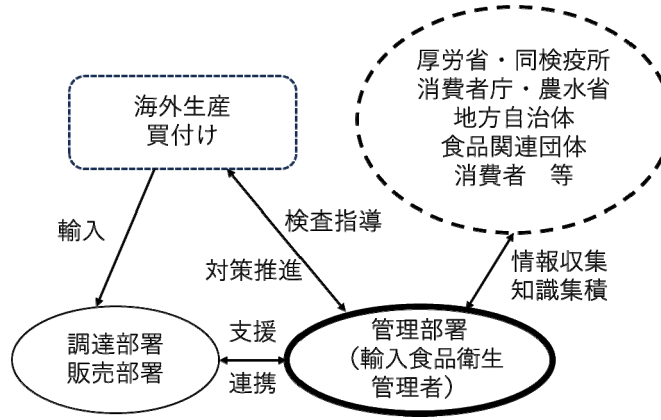 厚労省・同検疫所
消費者庁・農水省
地方自治体
食品関連団体
消費者　等
海外生産
買付け
輸入
検査指導
対策推進
情報収集
知識集積
調達部署
販売部署
支援
連携
管理部署
（輸入食品衛生
管理者）